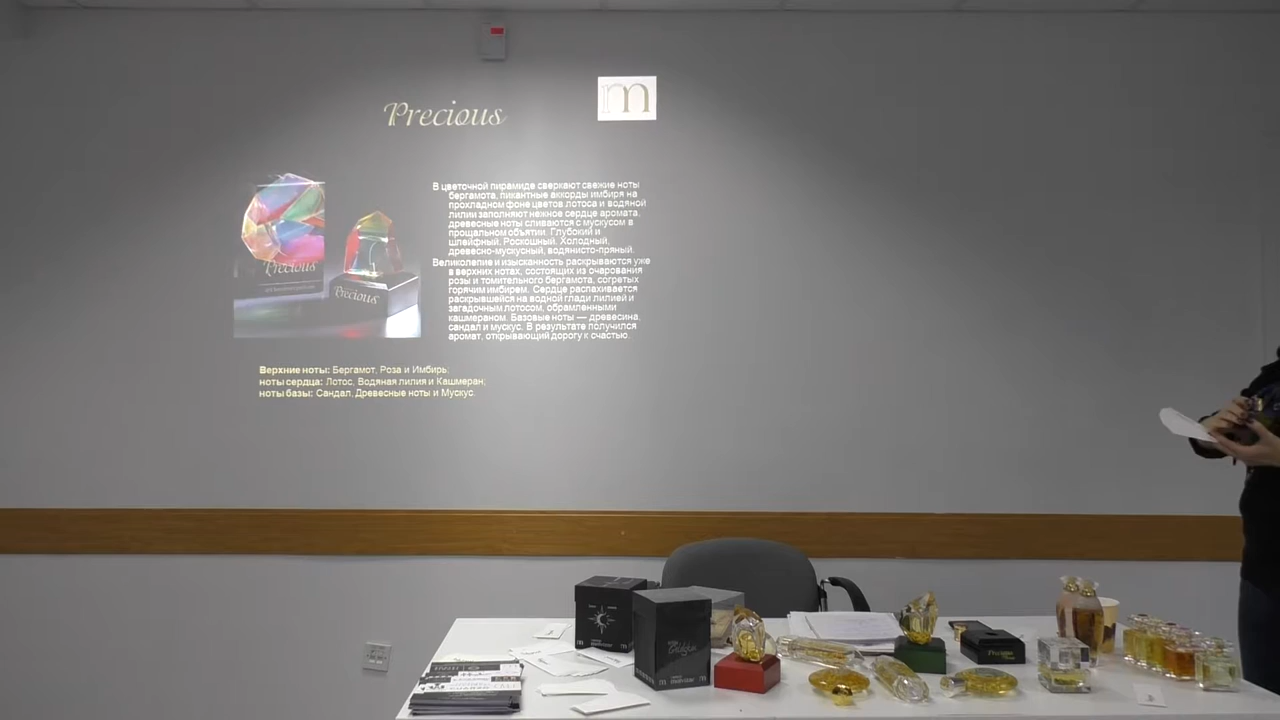 Precious
m
В цветочной пирамиде сверкают свежие ноты
бергамота, пикантные аккорды имбиря на
прохладном фоне цветов лотоса и водяной
лилии заполняют нежное сердце аромата,
древесные ноты сливаются с мускусом в
прощальном объятии. Глубокий и
шлейфный. Роскошный. Холодный,
древесно-мускусный, водянисто-пряный.
Великолепие и изысканность раскрываются уже
в верхних нотах, состоящих из очарования
розы и томительного бергамота, согретых
горячим имбирем. Сердце распахивается
раскрывшейся на водной глади лилией и
загадочным лотосом, обрамленными
кашмераном. Базовые ноты — древесина,
сандал и мускус. В результате получился
аромат, открывающий дорогу к счастью.
Precious
Precious
Верхние ноты: Бергамот, Роза и Имбирь;
ноты сердца: Лотос, Водяная лилия и Кашмеран;
ноты базы: Сандал, Древесные ноты и Мускус.